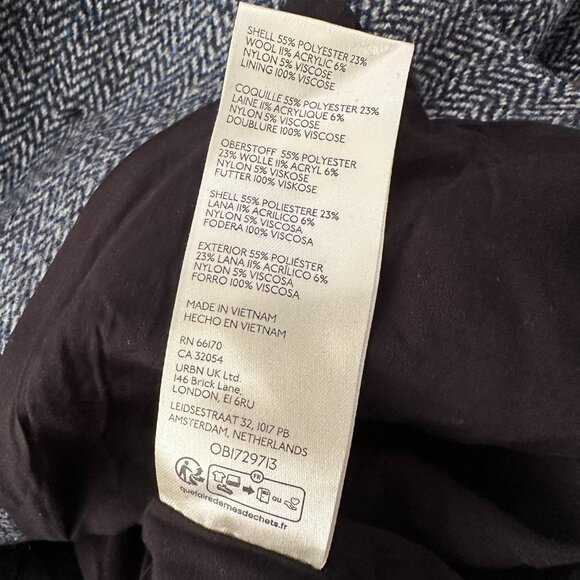 SHELL 55% POLYESTER 23%
WOOL 11% ACRYLIC 6%
NYLON 5% VISCOSE
LINING 100% VISCOSE
COQUILLE 55% POLYESTER 23%
LAINE 11% ACRYLIQUE 6%
NYLON 5% VISCOSE
DOUBLURE 100% VISCOSE
OBERSTOFF 55% POLYESTER
23% WOLLE 11% ACRYL 6%
NYLON 5% VISKOSE
FUTTER 100% VISKOSE
SHELL 55% POLIESTERE 23%
LANA 11% ACRILICO 6%
NYLON 5% VISCOSA
FODERA 100% VISCOSA
EXTERIOR 55% POLIÉSTER
23% LANA 11% ACRÍLICO 6%
NYLON 5% VISCOSA
FORRO 100% VISCOSA
MADE IN VIETNAM
HECHO EN VIETNAM
RN 66170
CA 32054
URBN UK Ltd.
146 Brick Lane,
LONDON, E1 6RU
LEIDSESTRAAT 32, 1017 PB
AMSTERDAM, NETHERLANDS
OB1729713
FR
OU
quefairedemesdechets.fr